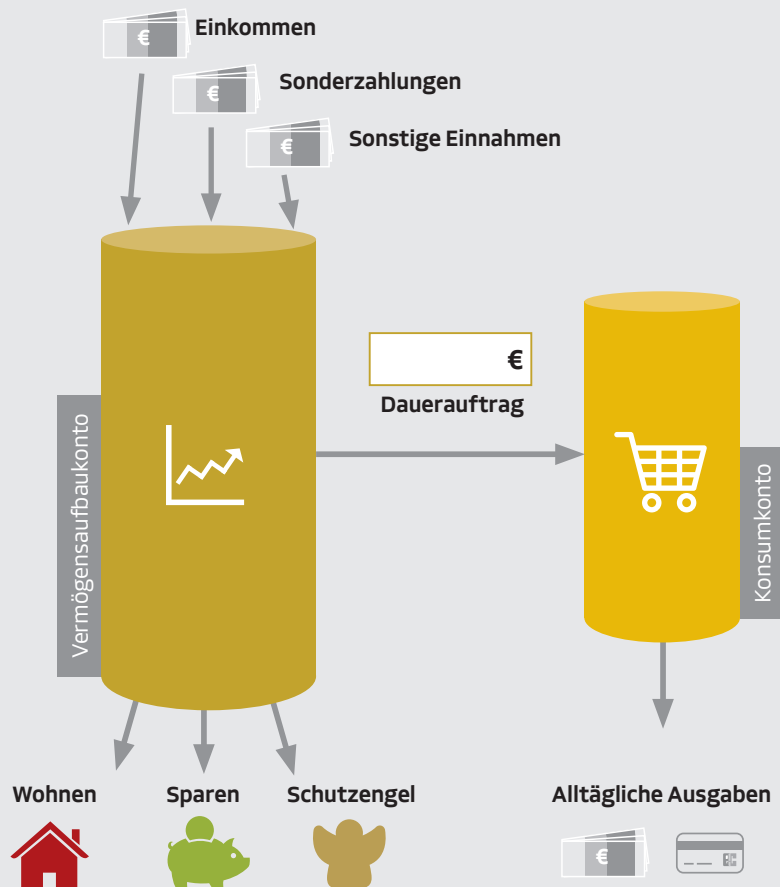 €
Einkommen
€
Sonderzahlungen
€
Sonstige Einnahmen
€
Dauerauftrag
Vermögensaufbaukonto
Konsumkonto
Wohnen
Sparen
Schutzengel
Alltägliche Ausgaben
€